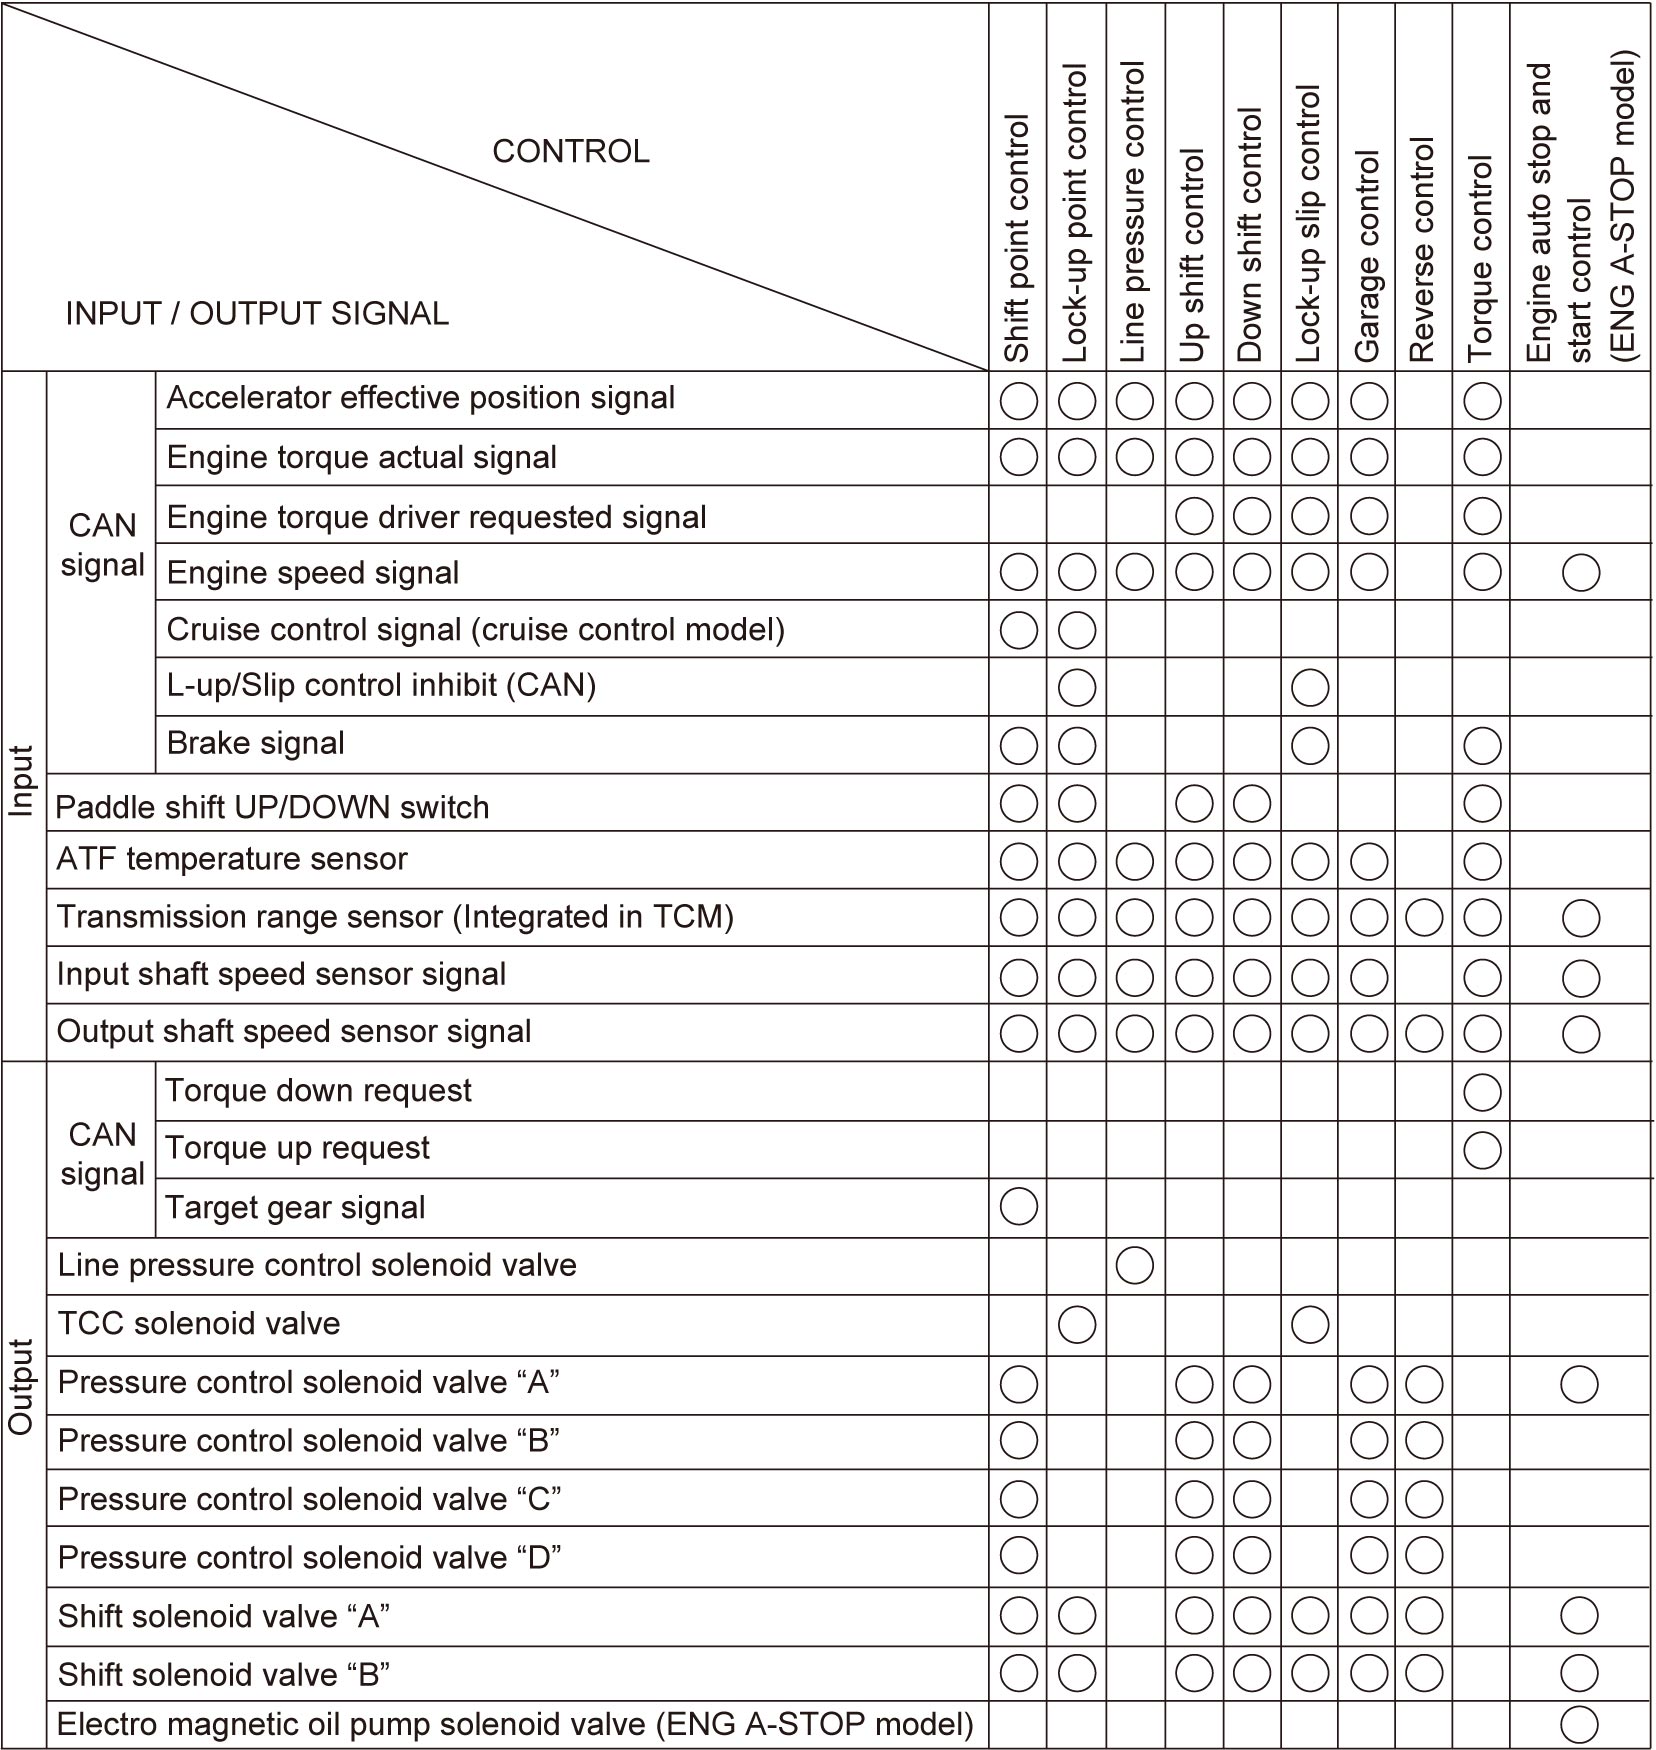 CONTROL
INPUT / OUTPUT SIGNAL
Shift point control
Lock-up point control
Line pressure control
Up shift control
Down shift control
Lock-up slip control
Garage control
Reverse control
Torque control
Engine auto stop and
start control
(ENG A-STOP model)
Input
CAN
signal
Accelerator effective position signal
Engine torque actual signal
Engine torque driver requested signal
Engine speed signal
Cruise control signal (cruise control model)
L-up/Slip control inhibit (CAN)
Brake signal
Paddle shift UP/DOWN switch
ATF temperature sensor
Transmission range sensor (Integrated in TCM)
Input shaft speed sensor signal
Output shaft speed sensor signal
Output
CAN
signal
Torque down request
Torque up request
Target gear signal
Line pressure control solenoid valve
TCC solenoid valve
Pressure control solenoid valve “A”
Pressure control solenoid valve “B”
Pressure control solenoid valve “C”
Pressure control solenoid valve “D”
Shift solenoid valve “A”
Shift solenoid valve “B”
Electro magnetic oil pump solenoid valve (ENG A-STOP model)